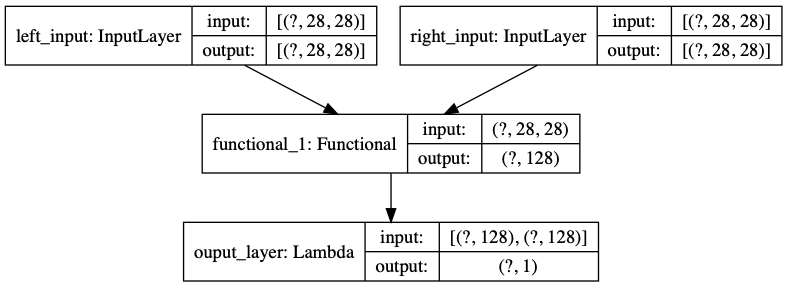 left_input: InputLayer
input:
[(?, 28, 28)]
output:
[(?, 28, 28)]
right_input: InputLayer
input:
[(?, 28, 28)]
output:
[(?, 28, 28)]
functional_1: Functional
input:
(?, 28, 28)
output:
(?, 128)
ouput_layer: Lambda
input:
[(?, 128), (?, 128)]
output:
(?, 1)